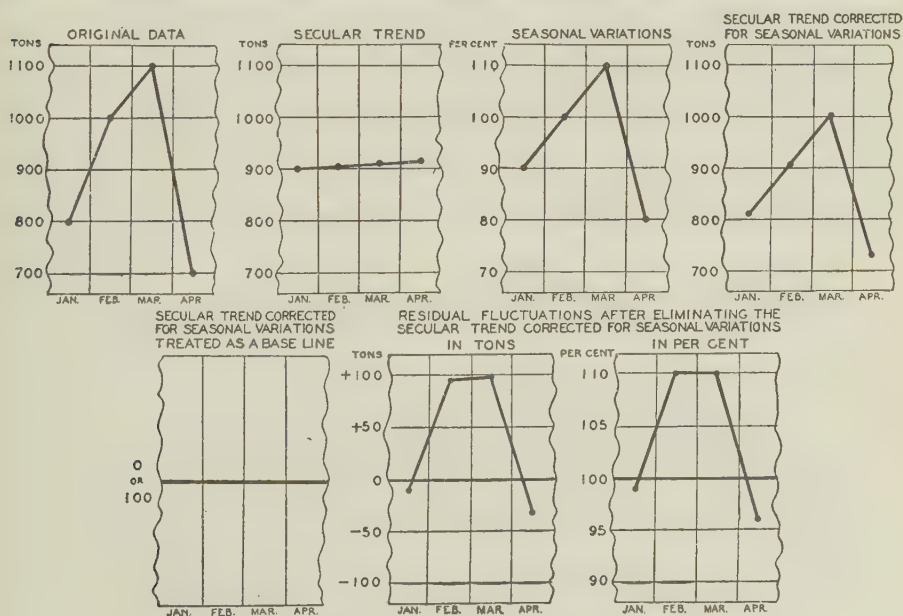 ORIGINAL DATA
TONS
1100
1000
900
800
700
JAN. FEB. MAR. APR
SECULAR TREND
TONS
1100
1000
900
800
700
JAN. FEB. MAR. APR.
SEASONAL VARIATIONS
PER CENT
110
100
90
80
70
JAN. FEB. MAR APR.
SECULAR TREND CORRECTED
FOR SEASONAL VARIATIONS
TONS
1100
1000
900
800
700
JAN. FEB. MAR. APR.
SECULAR TREND CORRECTED
FOR SEASONAL VARIATIONS
TREATED AS A BASE LINE
0
OR
100
JAN. FEB. MAR. APR.
RESIDUAL FLUCTUATIONS AFTER ELIMINATING THE
SECULAR TREND CORRECTED FOR SEASONAL VARIATIONS
IN TONS
TONS
+100
+50
0
-50
-100
JAN. FEB. MAR. APR.
IN PER CENT
PER CENT
110
105
100
95
90
JAN. FEB. MAR. APR.